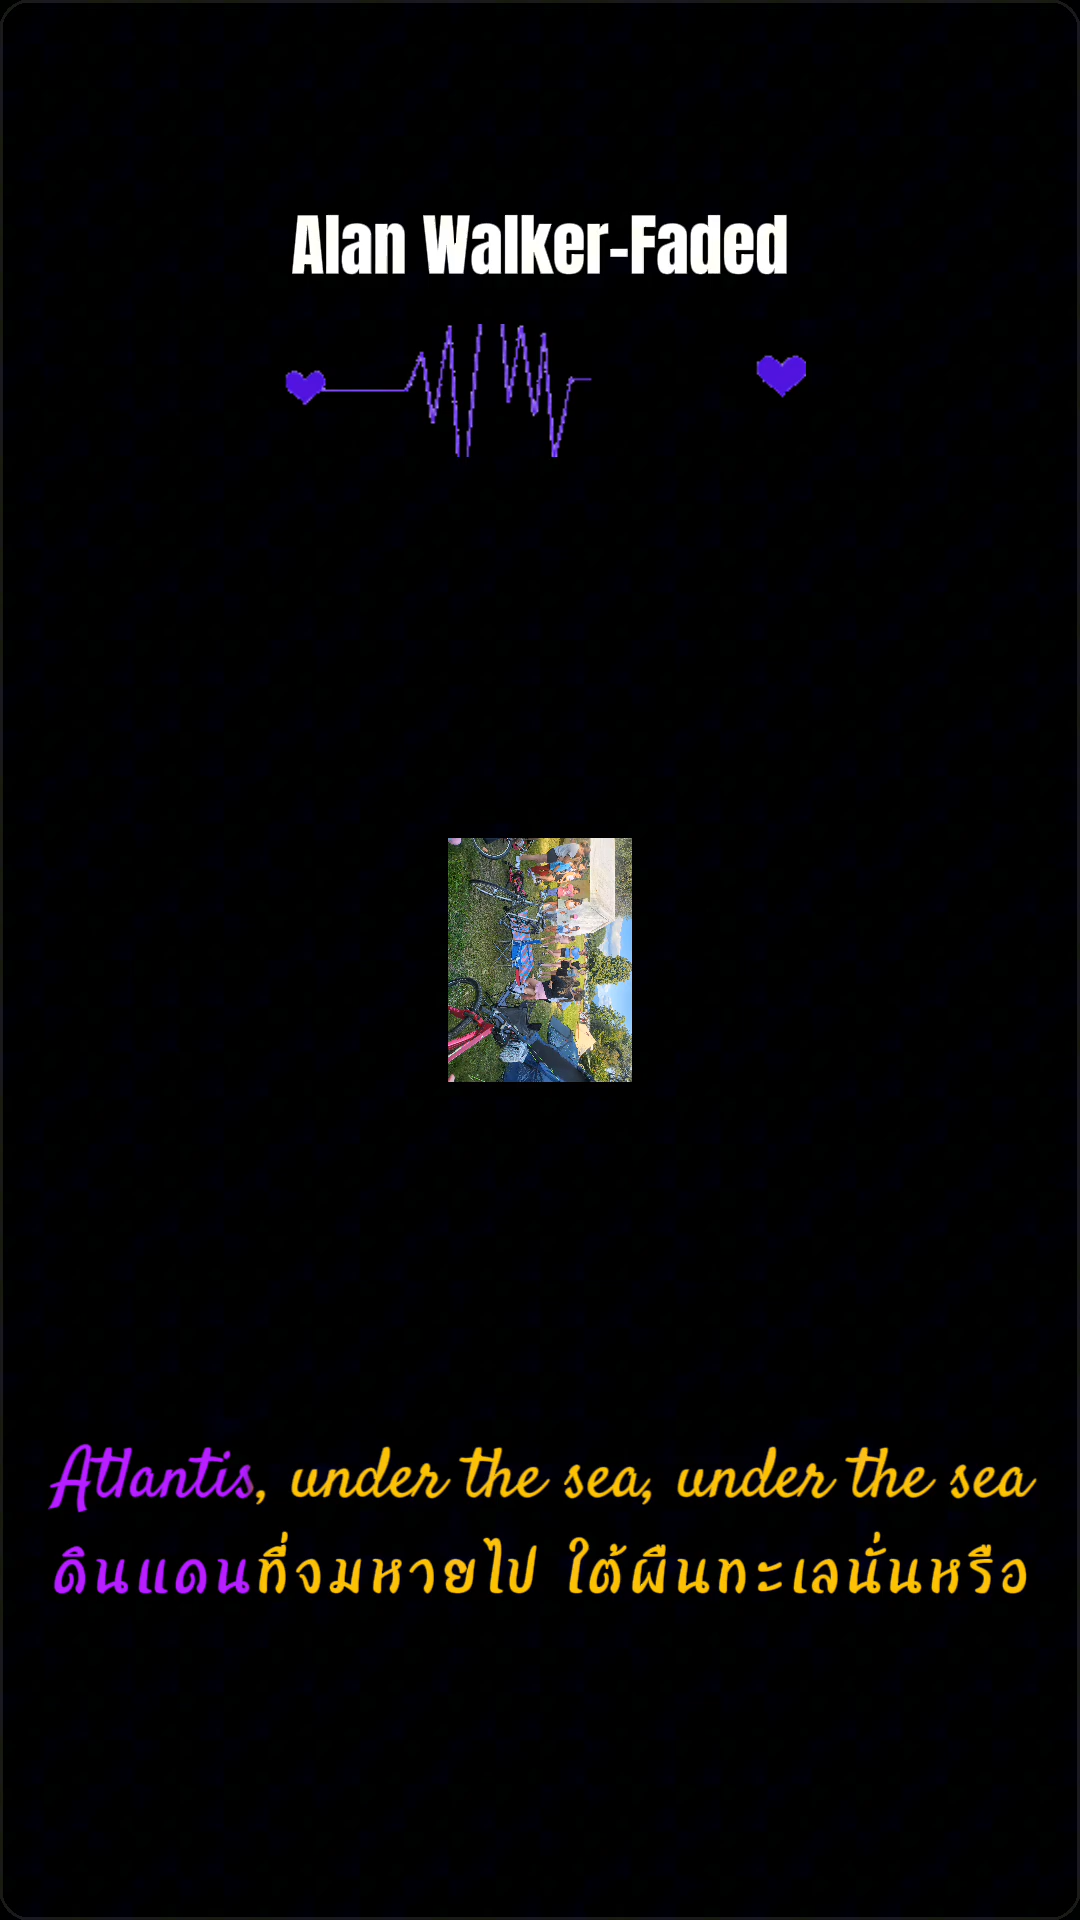 Alan Walker-Faded
Atlantis, under the sea, under the sea
ดินแดนที่จมหายไป ใต้ผืนทะเลนั่นหรือ